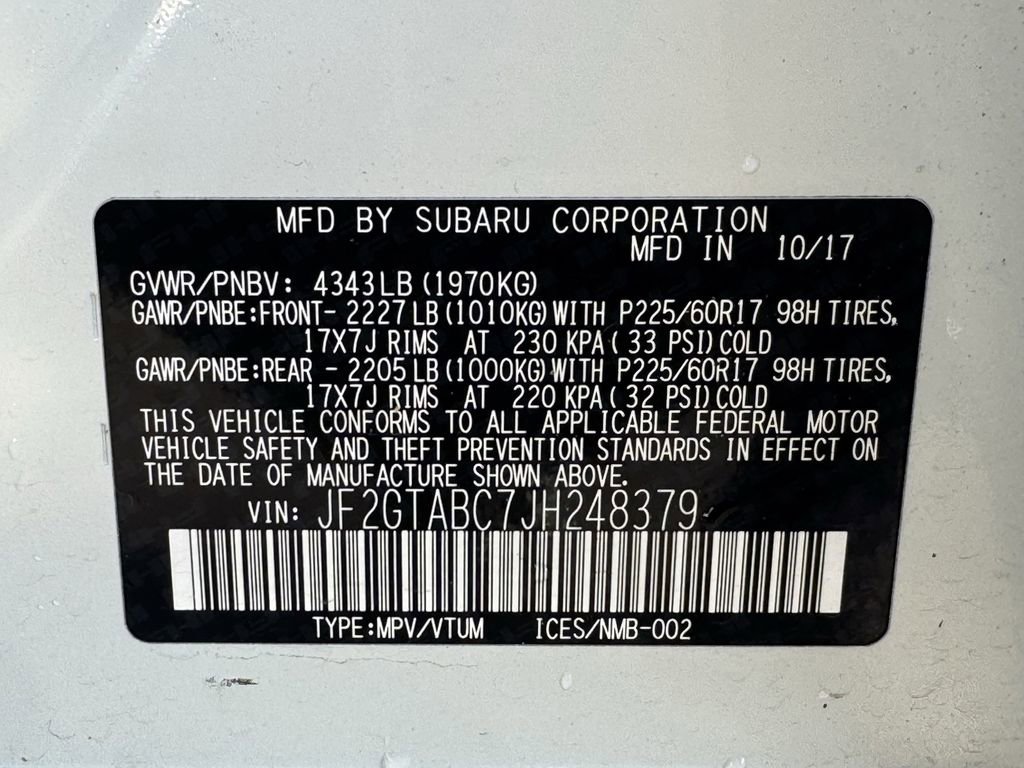 MFD BY SUBARU CORPORATION
MFD IN 10/17
GVWR/PNBV: 4343LB (1970KG)
GAWR/PNBE:FRONT- 2227 LB (1010KG) WITH P225/60R17 98H TIRES,
17X7J RIMS AT 230 KPA ( 33 PSI) COLD
GAWR/PNBE:REAR - 2205 LB (1000KG) WITH P225/60R17 98H TIRES,
17X7J RIMS AT 220 KPA ( 32 PSI) COLD
THIS VEHICLE CONFORMS TO ALL APPLICABLE FEDERAL MOTOR
VEHICLE SAFETY AND THEFT PREVENTION STANDARDS IN EFFECT ON
THE DATE OF MANUFACTURE SHOWN ABOVE.
VIN: JF2GTABC7JH248379
TYPE:MPV/VTUM ICES/NMB-002